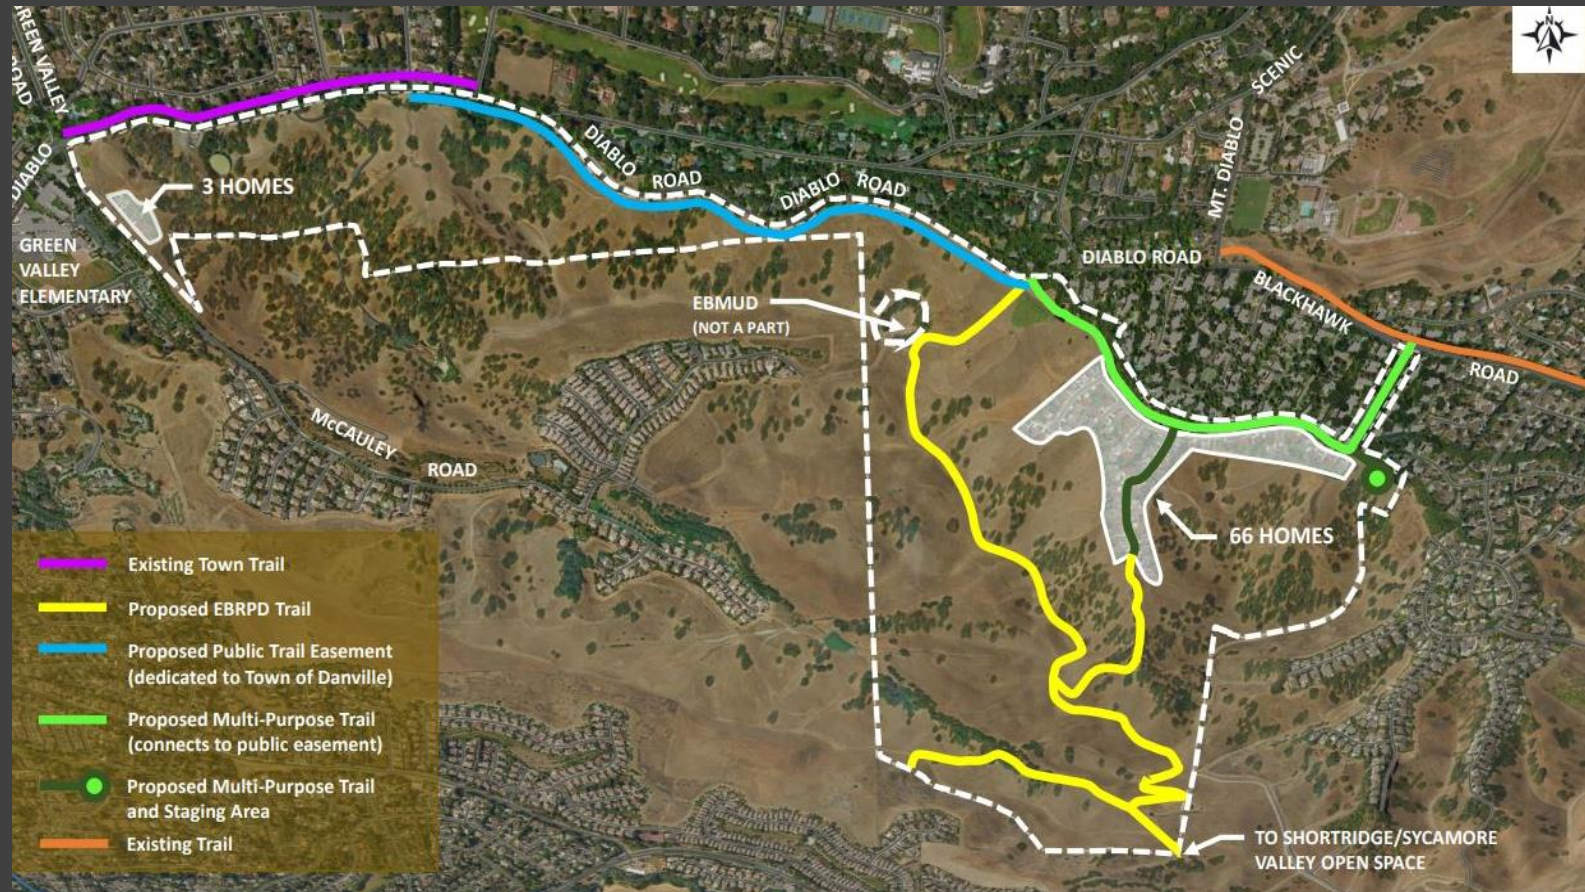 N
GREEN VALLEY
ROAD
DIABLO
3 HOMES
GREEN
VALLEY
ELEMENTARY
DIABLO
ROAD
DIABLO
ROAD
SCENIC
MT. DIABLO
DIABLO ROAD
BLACKHAWK
ROAD
EBMUD
(NOT A PART)
McCAULEY
ROAD
66 HOMES
Existing Town Trail
Proposed EBRPD Trail
Proposed Public Trail Easement
(dedicated to Town of Danville)
Proposed Multi-Purpose Trail
(connects to public easement)
Proposed Multi-Purpose Trail
and Staging Area
Existing Trail
TO SHORTRIDGE/SYCAMORE
VALLEY OPEN SPACE